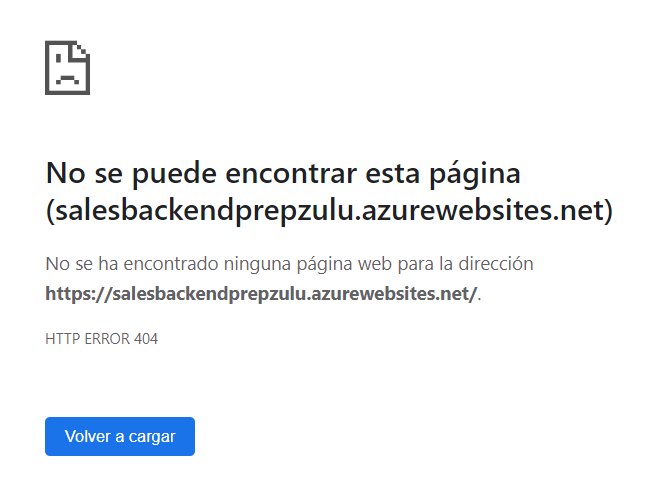 No se puede encontrar esta página
(salesbackendprepzulu.azurewebsites.net)
No se ha encontrado ninguna página web para la dirección
https://salesbackendprepzulu.azurewebsites.net/.
HTTP ERROR 404
Volver a cargar